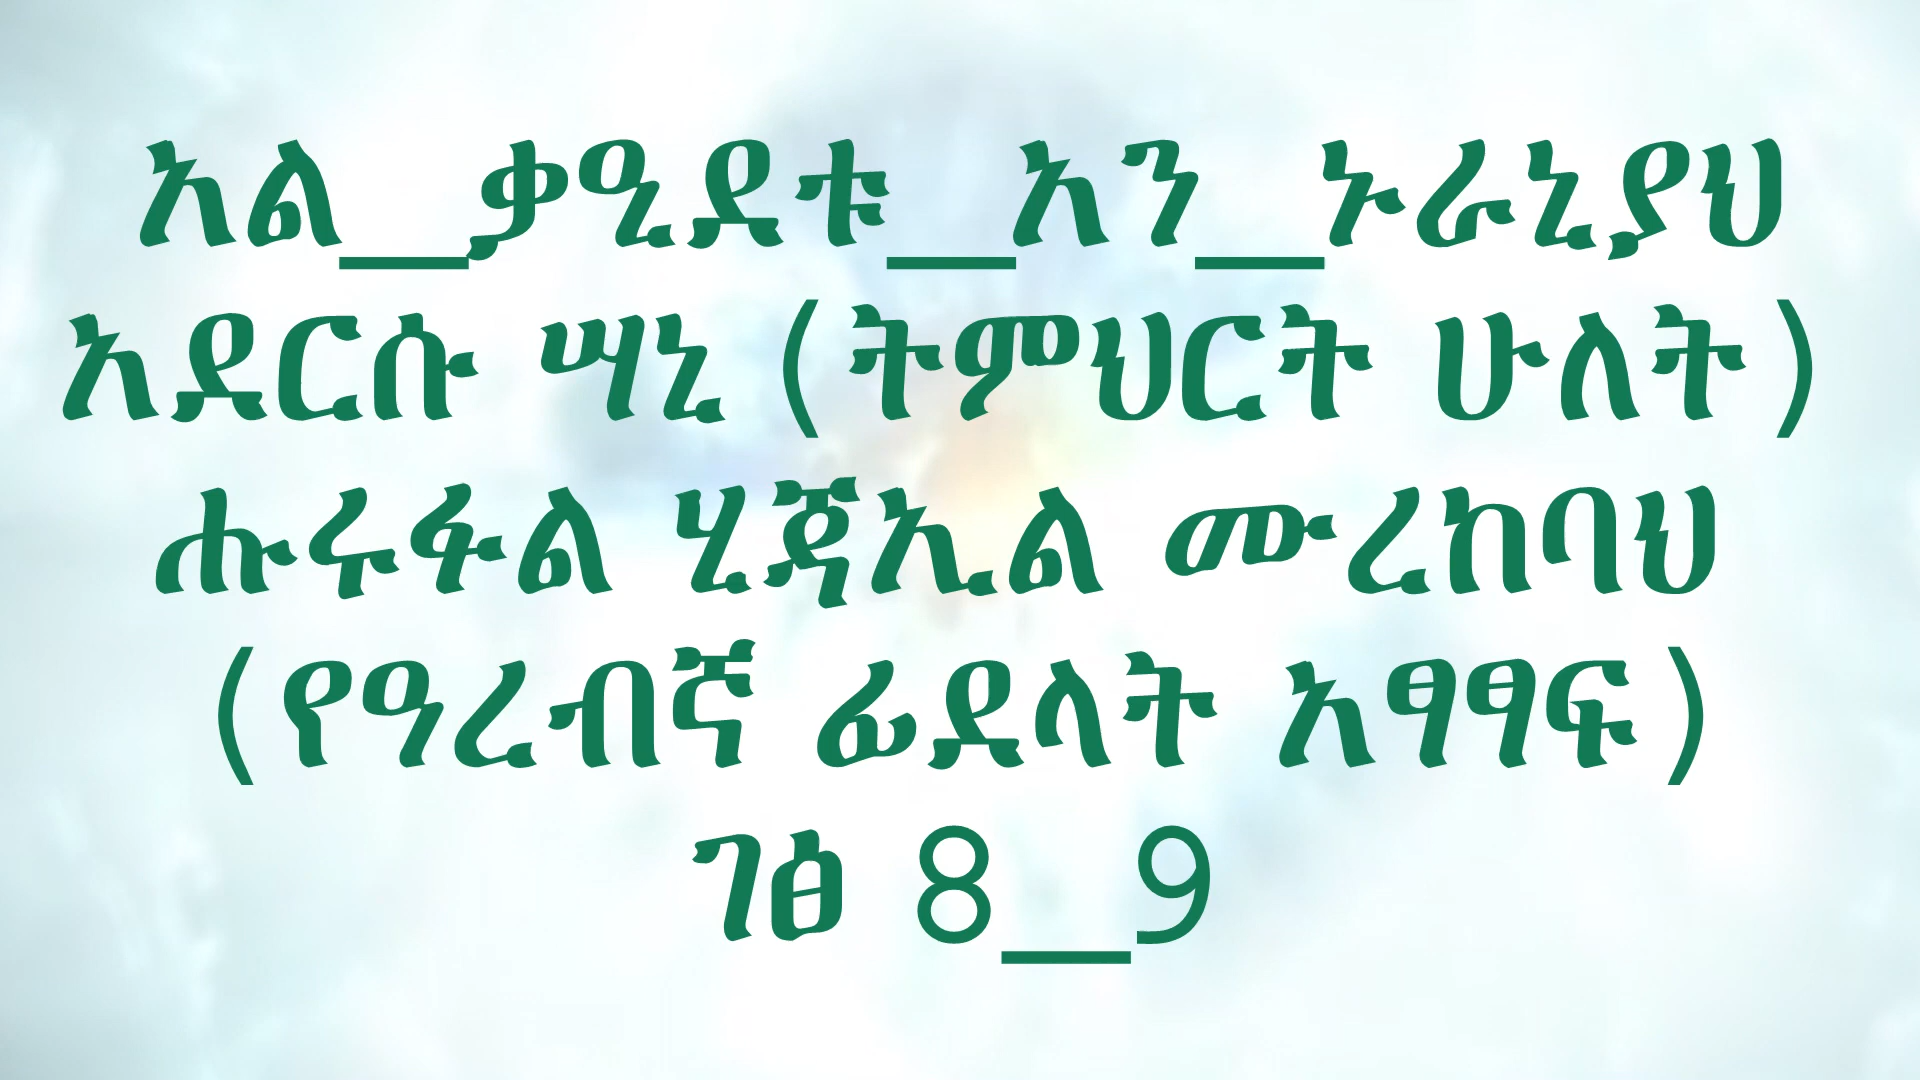 አል__ቃዒደቱ__አን__ኑራኒያህ
አደርሱ ሣኒ (ትምህርት ሁለት)
ሑሩፋል ሂጃኢል ሙረከባህ
(የዓረብኛ ፊደላት አፃፃፍ)
ገፅ 8__9